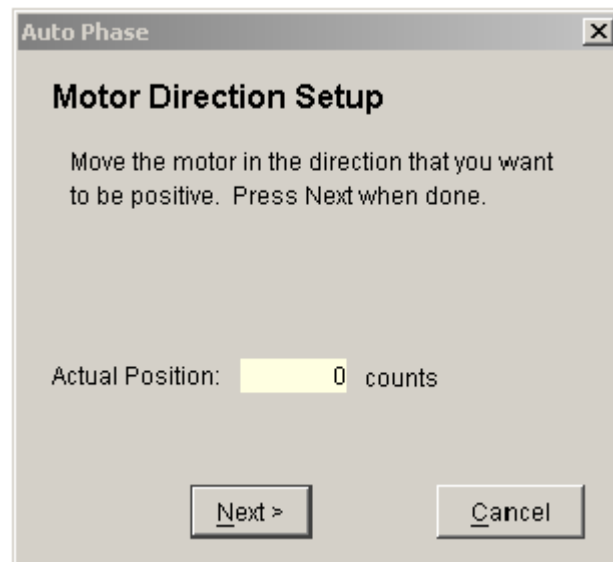 Auto Phase
Motor Direction Setup
Move the motor in the direction that you want
to be positive. Press Next when done.
Actual Position: 0 counts
Next >
Cancel